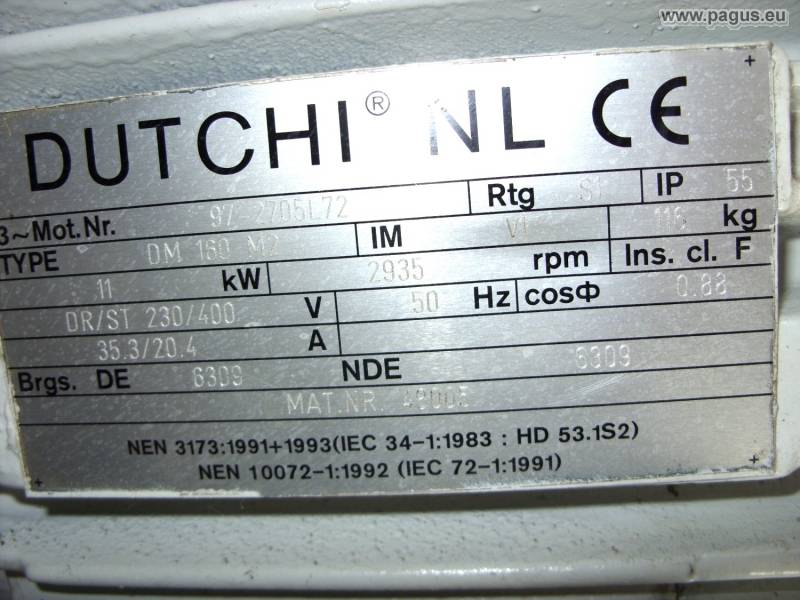 www.pagus.eu
DUTCHI® NL CE
3~Mot.Nr. 97 2705L72 Rtg S1 IP 55
TYPE DM 160 M2 IM V1 kg
11 kW 2935 rpm Ins. cl. F
DR/ST 230/400 V 50 Hz cosΦ 0.88
35.3/20.4 A
Brgs. DE 6309 NDE 6309
MAT.NR.
NEN 3173:1991+1993(IEC 34-1:1983 : HD 53.1S2)
NEN 10072-1:1992 (IEC 72-1:1991)